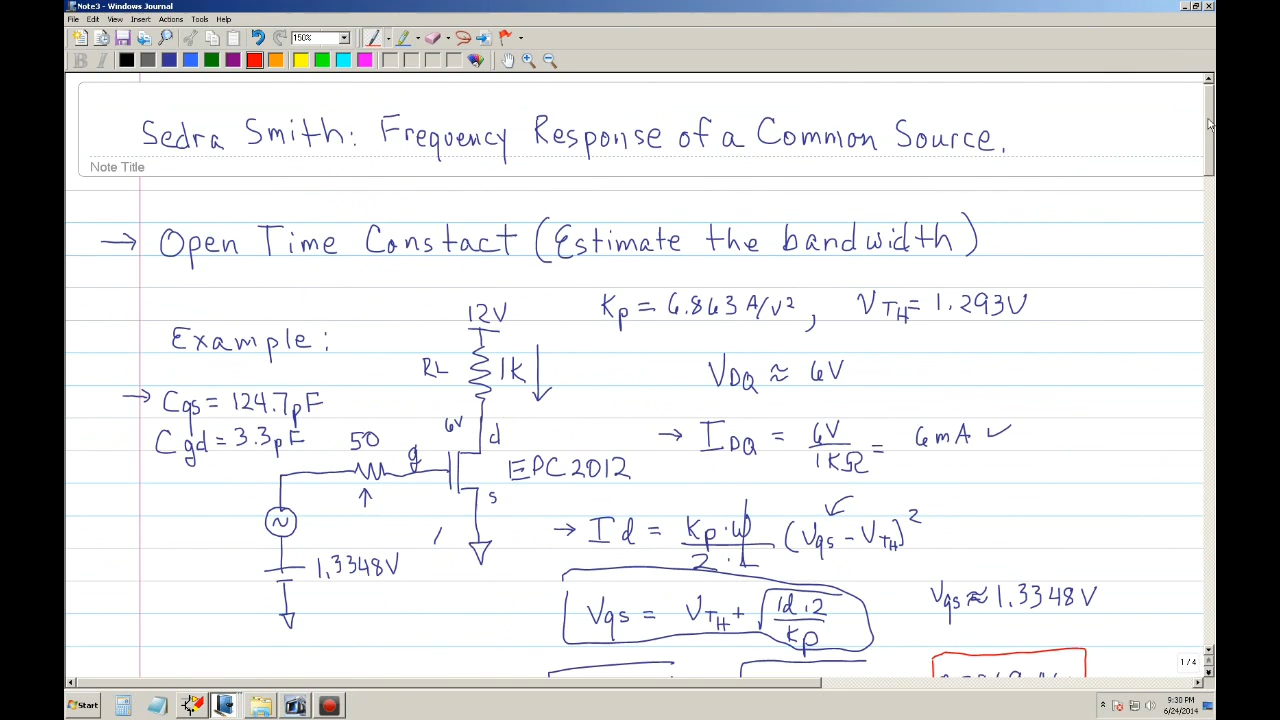 Note3 - Windows Journal
File Edit View Insert Actions Tools Help
150%
Sedra Smith: Frequency Response of a Common Source.
Note Title
→ Open Time Constact (Estimate the bandwidth)
Kp = 6.863 A/V², VTH = 1.293V
12V
Example:
RL 1K
VDQ ≈ 6V
→ Cgs = 124.7pF
Cgd = 3.3pF
50
6V
d
g
→ IDQ = 6V/1KΩ = 6mA ✓
EPC2012
s
→ Id = Kp·W/2·L (Vgs - VTH)²
1.3348V
Vgs ≈ 1.3348V
Vgs = VTH + √(Id.2/Kp)
1/4
Start
9:30 PM
6/24/2014